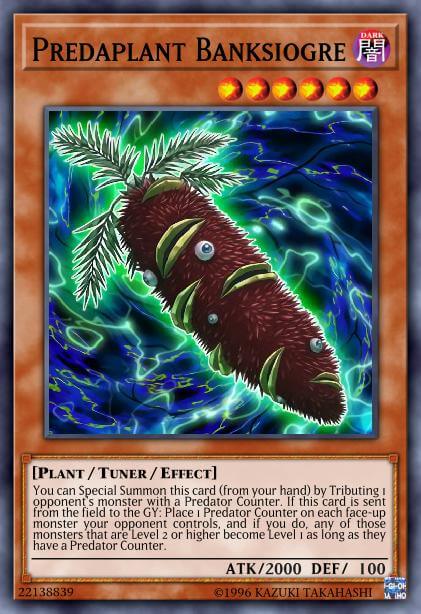 PREDAPLANT BANKSIOGRE
DARK
闇
[PLANT / TUNER / EFFECT]
You can Special Summon this card (from your hand) by Tributing 1
opponent's monster with a Predator Counter. If this card is sent
from the field to the GY: Place 1 Predator Counter on each face-up
monster your opponent controls, and if you do, any of those
monsters that are Level 2 or higher become Level 1 as long as they
have a Predator Counter.
ATK/2000 DEF/ 100
22138839
©1996 KAZUKI TAKAHASHI